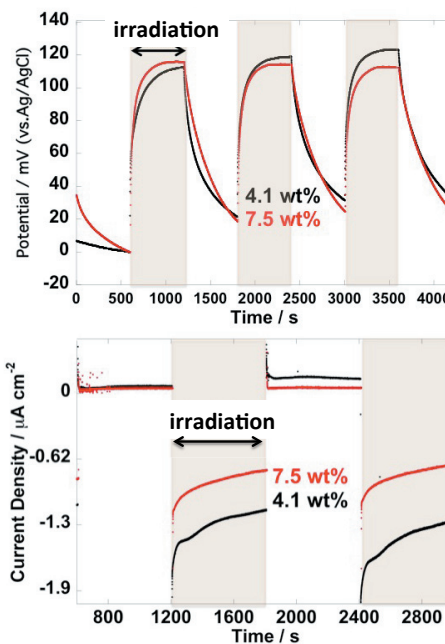 irradiation
140
120
100
80
60
40
20
0
-20
Potential / mV (vs.Ag/AgCl)
4.1 wt%
7.5 wt%
0 500 1000 1500 2000 2500 3000 3500 4000
Time / s
0
-0.62
-1.3
-1.9
Current Density / μA cm-2
irradiation
7.5 wt%
4.1 wt%
800 1200 1600 2000 2400 2800
Time / s